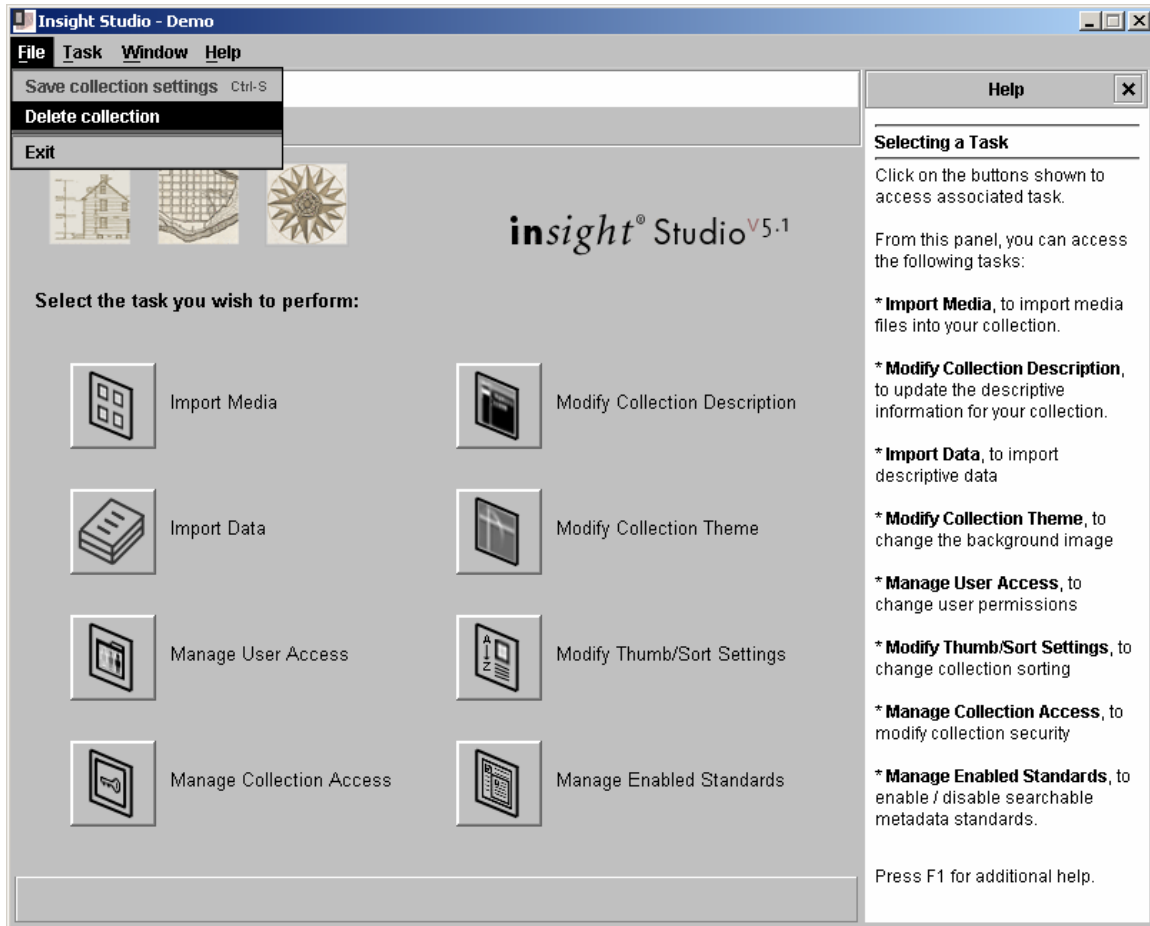 Insight Studio - Demo
File Task Window Help
Save collection settings Ctrl-S
Delete collection
Exit
insight® Studio V5.1
Select the task you wish to perform:
Import Media
Modify Collection Description
Import Data
Modify Collection Theme
Manage User Access
Modify Thumb/Sort Settings
A
Z
Manage Collection Access
Manage Enabled Standards
Help
Selecting a Task
Click on the buttons shown to
access associated task.
From this panel, you can access
the following tasks:
* Import Media, to import media
files into your collection.
* Modify Collection Description,
to update the descriptive
information for your collection.
* Import Data, to import
descriptive data
* Modify Collection Theme, to
change the background image
* Manage User Access, to
change user permissions
* Modify Thumb/Sort Settings, to
change collection sorting
* Manage Collection Access, to
modify collection security
* Manage Enabled Standards, to
enable / disable searchable
metadata standards.
Press F1 for additional help.